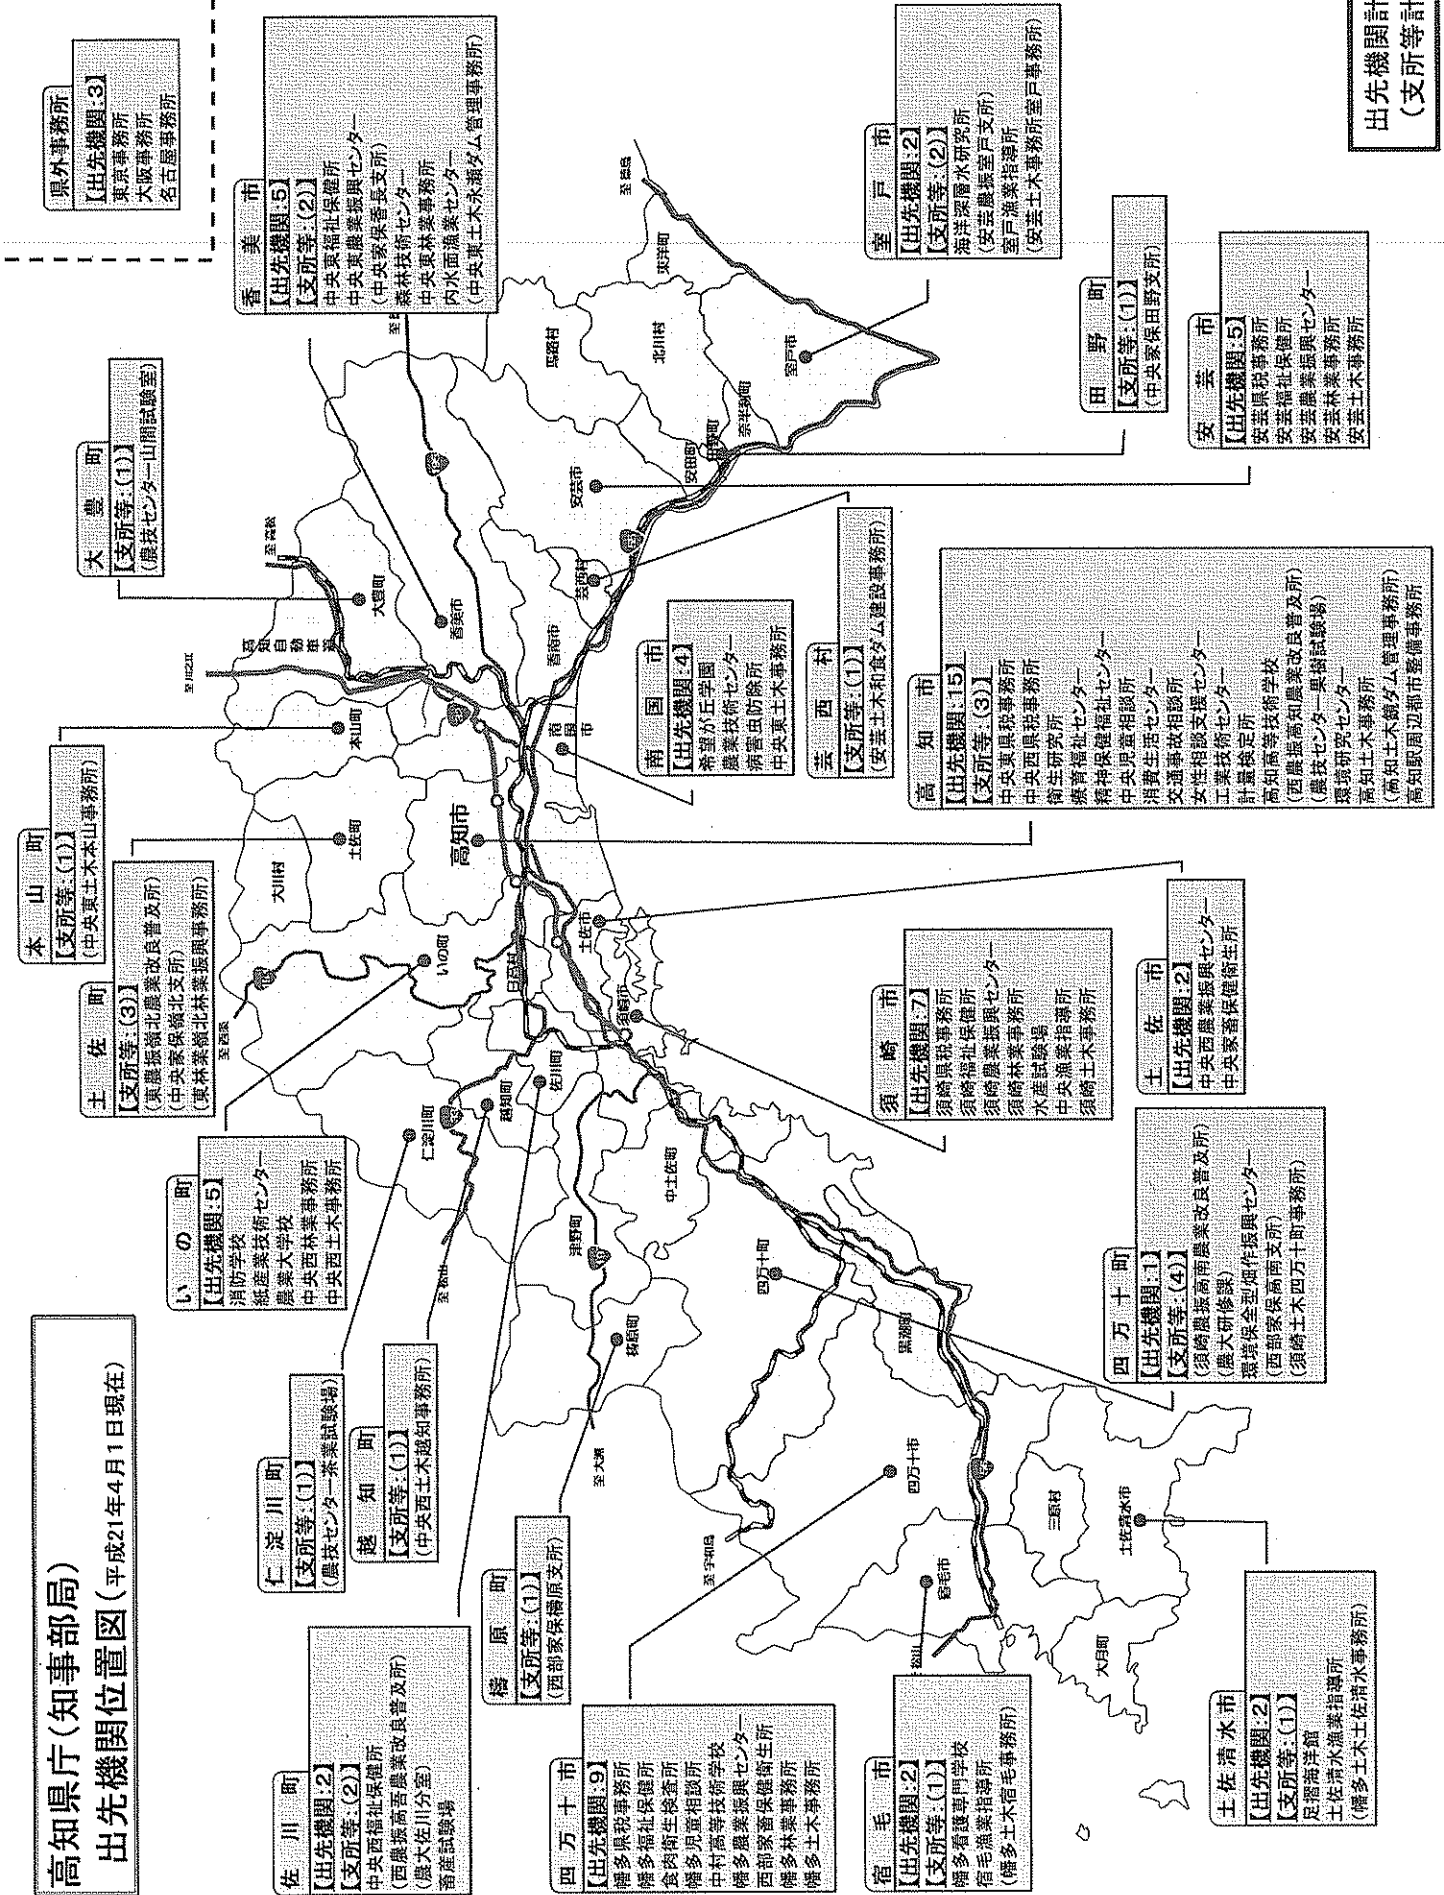 高知県庁(知事部局)
出先機関位置図(平成21年4月1日現在)
県外事務所
【出先機関:3】
東京事務所
大阪事務所
名古屋事務所
香美市
【出先機関:5】
【支所等:(2)】
中央東福祉保健所
中央東農業振興センター
(中央家保香長支所)
森林技術センター
中央東林業事務所
内水面漁業センター
(中央東土木永瀬ダム管理事務所)
大豊町
【支所等:(1)】
(農技センター山間試験室)
本山町
【支所等:(1)】
(中央東土木本山事務所)
土佐町
【支所等:(3)】
(東農振嶺北農業改良普及所)
(中央家保嶺北支所)
(東林業嶺北林業振興事務所)
いの町
【出先機関:5】
消防学校
紙産業技術センター
農業大学校
中央西林業事務所
中央西土木事務所
仁淀川町
【支所等:(1)】
(農技センター茶業試験場)
越知町
【支所等:(1)】
(中央西土木越知事務所)
佐川町
【出先機関:2】
【支所等:(2)】
中央西福祉保健所
(西農振高吾農業改良普及所)
(農大佐川分室)
畜産試験場
檮原町
【支所等:(1)】
(西部家保檮原支所)
四万十市
【出先機関:9】
幡多県税事務所
幡多福祉保健所
食肉衛生検査所
幡多児童相談所
中村高等技術学校
幡多農業振興センター
西部家畜保健衛生所
幡多林業事務所
幡多土木事務所
宿毛市
【出先機関:2】
【支所等:(1)】
幡多看護専門学校
宿毛漁業指導所
(幡多土木宿毛事務所)
土佐清水市
【出先機関:2】
【支所等:(1)】
足摺海洋館
土佐清水漁業指導所
(幡多土木土佐清水事務所)
四万十町
【出先機関:1】
【支所等:(4)】
(須崎農振高南農業改良普及所)
(農大研修課)
環境保全型畑作振興センター
(西部家保高南支所)
(須崎土木四万十町事務所)
須崎市
【出先機関:7】
須崎県税事務所
須崎福祉保健所
須崎農業振興センター
須崎林業事務所
水産試験場
中央漁業指導所
須崎土木事務所
土佐市
【出先機関:2】
中央西農業振興センター
中央家畜保健衛生所
高知市
【出先機関:15】
【支所等(3)】
中央東県税事務所
中央西県税事務所
衛生研究所
療育福祉センター
精神保健福祉センター
中央児童相談所
消費生活センター
交通事故相談所
女性相談支援センター
工業技術センター
計量検定所
高知高等技術学校
(西農振高知農業改良普及所)
(農技センター果樹試験場)
環境研究センター
高知土木事務所
(高知土木鏡ダム管理事務所)
高知駅周辺都市整備事務所
南国市
【出先機関:4】
希望が丘学園
農業技術センター
病害虫防除所
中央東土木事務所
芸西村
【支所等:(1)】
(安芸土木和食ダム建設事務所)
安芸市
【出先機関:5】
安芸県税事務所
安芸福祉保健所
安芸農業振興センター
安芸林業事務所
安芸土木事務所
田野町
【支所等:(1)】
(中央家保田野支所)
室戸市
【出先機関:2】
【支所等:(2)】
海洋深層水研究所
(安芸農振室戸支所)
室戸漁業指導所
(安芸土木事務所室戸事務所)
出先機関計
(支所等計
至徳島
東洋町
馬路村
北川村
室戸市
奈半利町
田野町
安田町
安芸市
芸西村
香南市
香美市
大豊町
至高松
高知自動車道
至川之江
本山町
南国市
土佐町
高知市
大川村
いの町
至西条
日高村
土佐市
須崎市
佐川町
越知町
仁淀川町
至松山
津野町
中土佐町
梼原町
至大洲
四万十町
黒潮町
四万十市
至宇和島
三原村
宿毛市
土佐清水市
大月町
松山